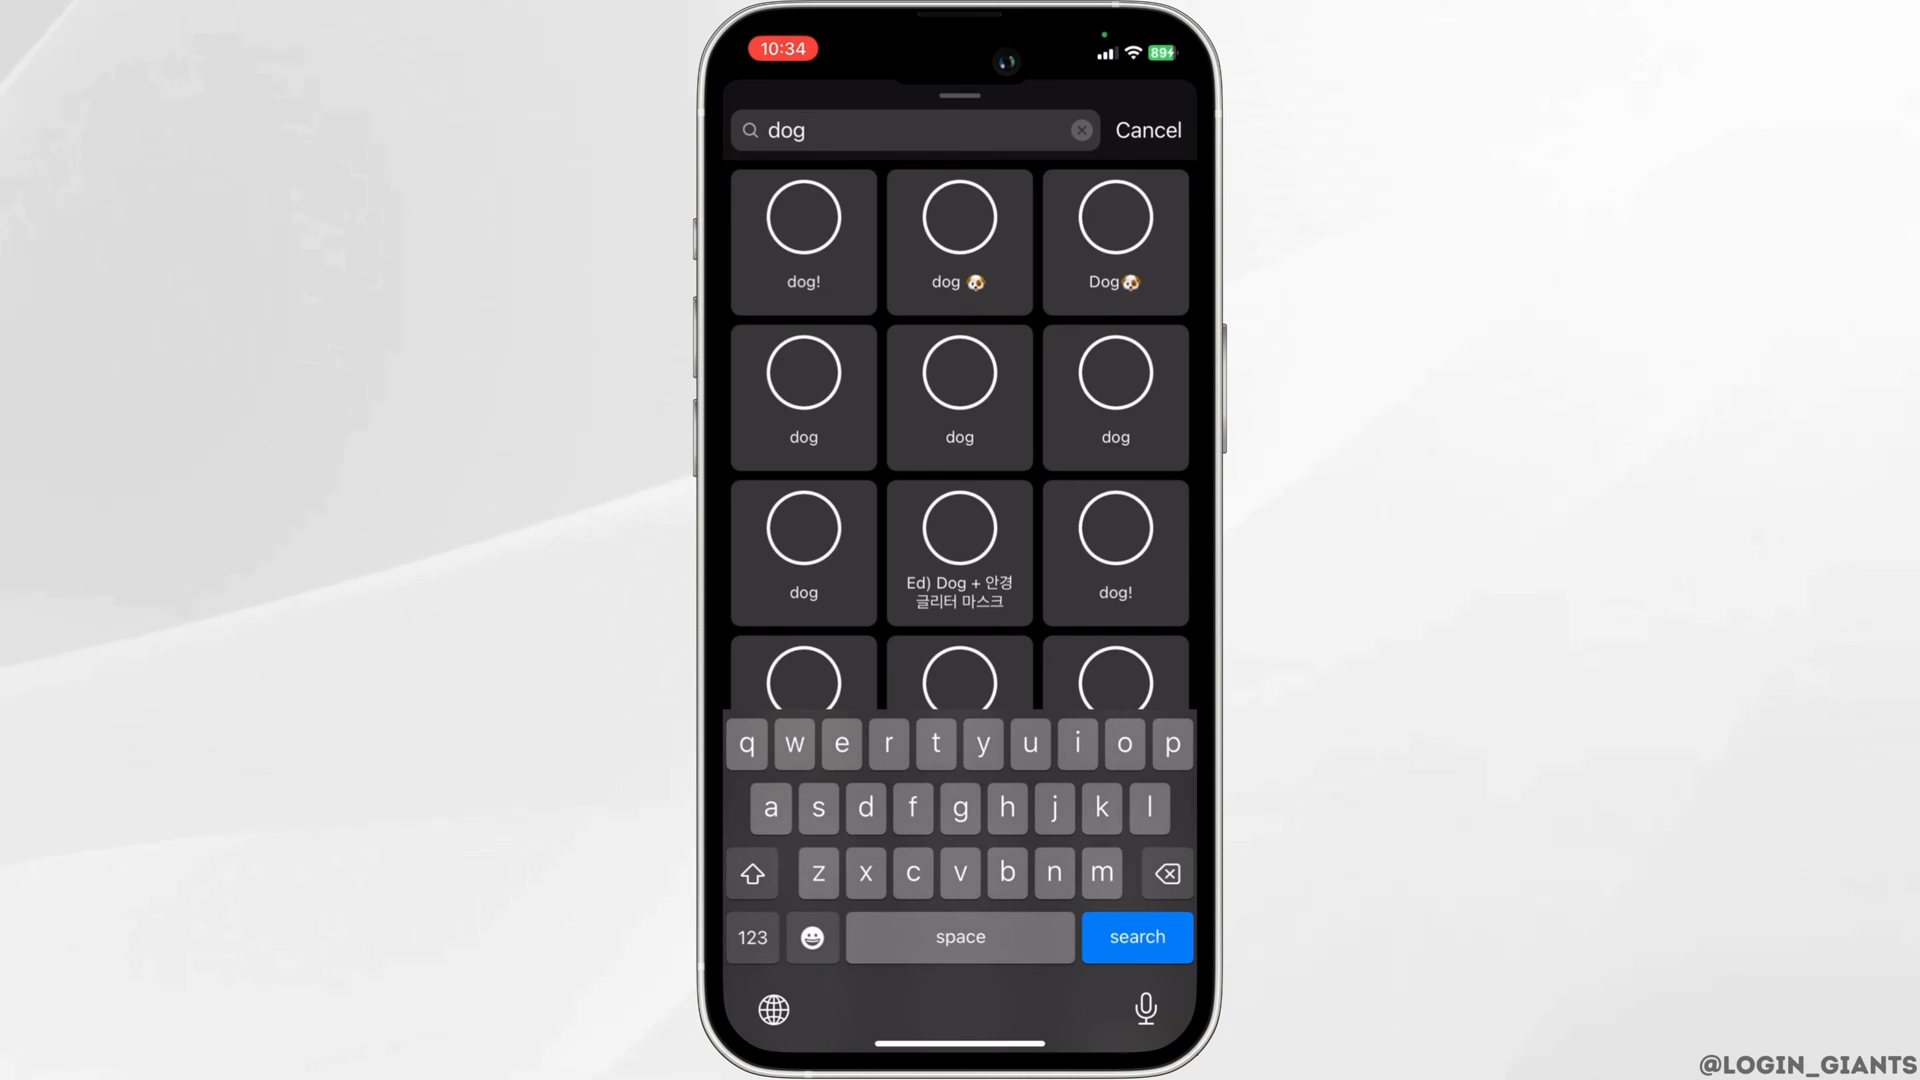 10:34
89
dog
Cancel
dog!
dog 🐶
Dog🐶
dog
dog
dog
dog
Ed) Dog + 안경
글리터 마스크
dog!
q w e r t y u i o p
a s d f g h j k l
z x c v b n m
123
space
search
@LOGIN_GIANTS